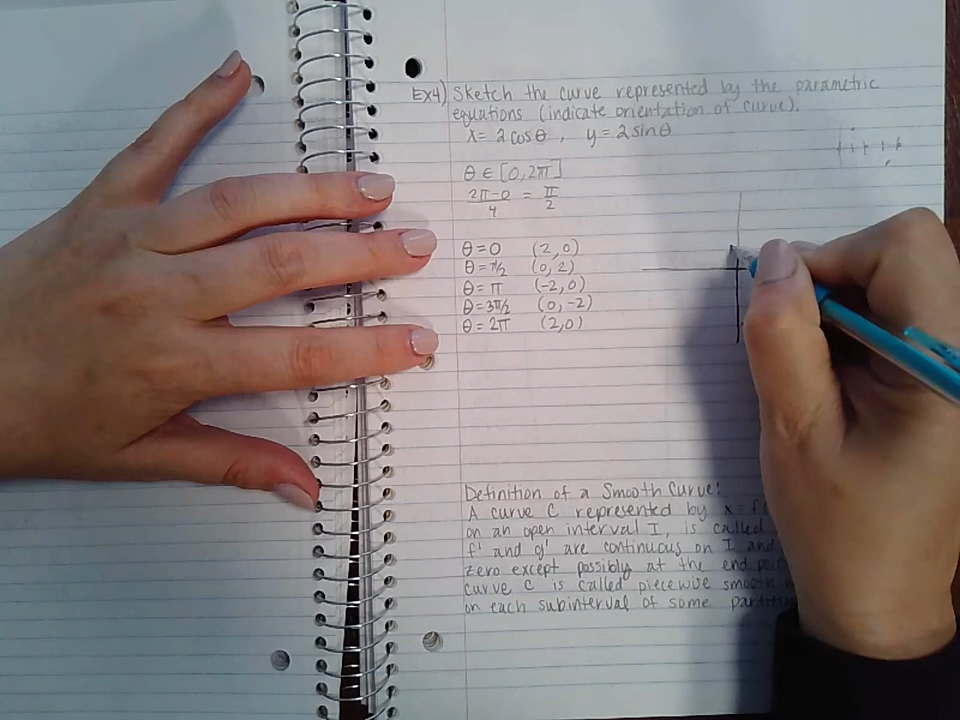 Ex4) Sketch the curve represented by the parametric
equations (indicate orientation of curve).
x = 2cosθ , y = 2sinθ
θ ∈ [0, 2π]
2π-0/4 = π/2
θ = 0 (2, 0)
θ = π/2 (0, 2)
θ = π (-2, 0)
θ = 3π/2 (0, -2)
θ = 2π (2,0)
Definition of a Smooth Curve:
A curve C represented by x = f(
on an open interval I, is called
f' and g' are continuous on I and
zero except possibly at the end
curve C is called piecewise smooth
on each subinterval of some